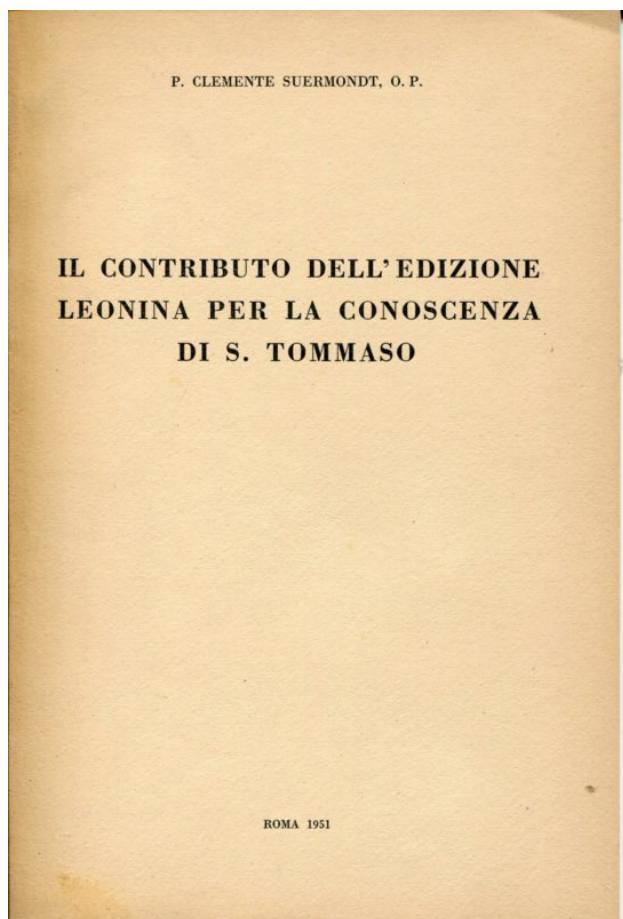 P. CLEMENTE SUERMONDT, O. P.
IL CONTRIBUTO DELL'EDIZIONE
LEONINA PER LA CONOSCENZA
DI S. TOMMASO
ROMA 1951